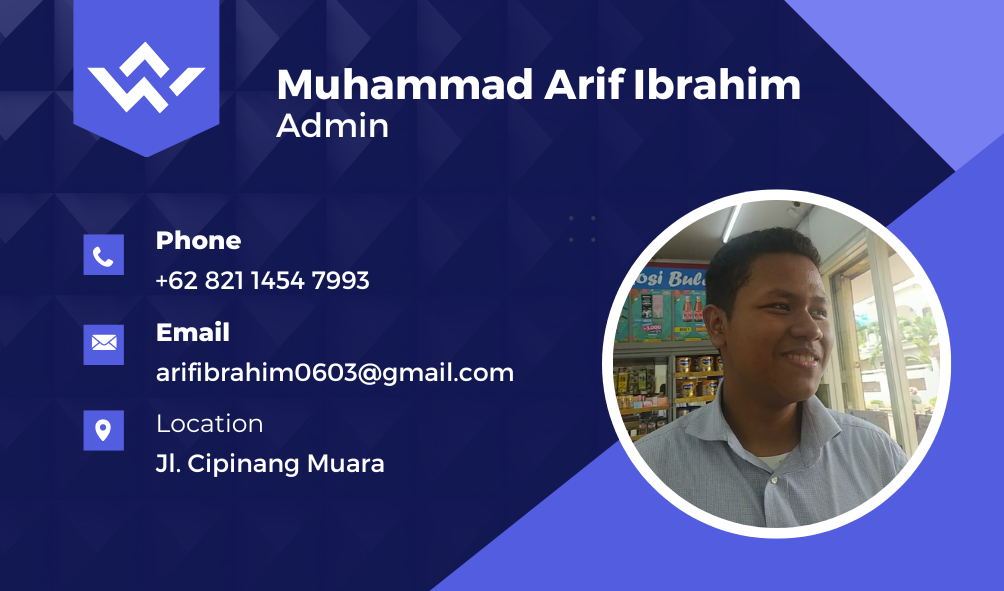 Muhammad Arif Ibrahim
Admin
Phone
+62 821 1454 7993
Email
arifibrahim0603@gmail.com
Location
Jl. Cipinang Muara